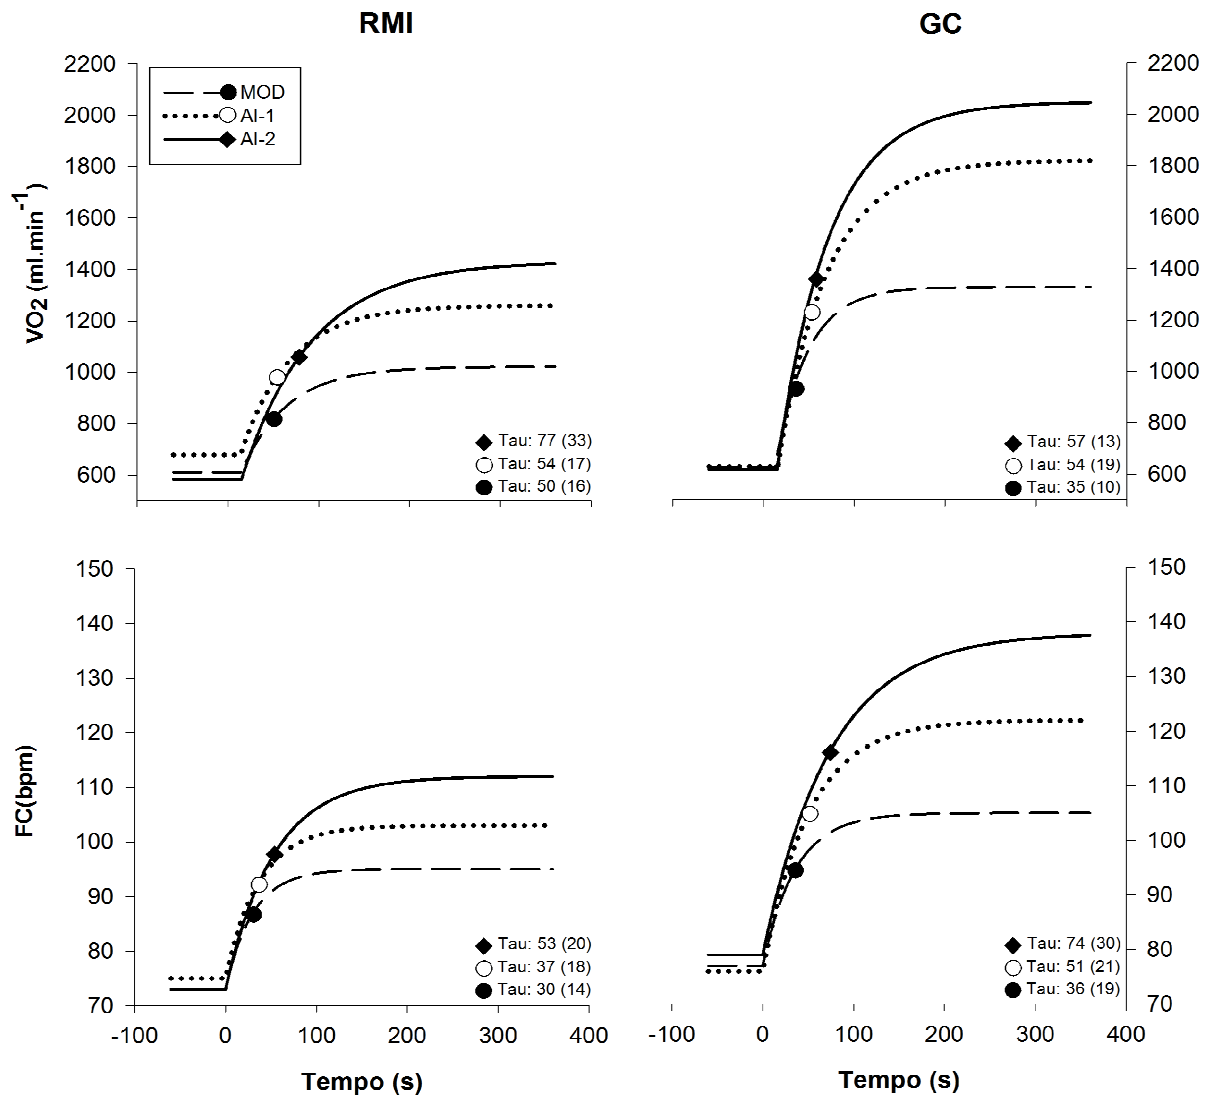 RMI
GC
2200
2000
1800
1600
1400
1200
1000
800
600
VO2 (ml.min-1)
MOD
AI-1
AI-2
Tau: 77 (33)
Tau: 54 (17)
Tau: 50 (16)
Tau: 57 (13)
Tau: 54 (19)
Tau: 35 (10)
2200
2000
1800
1600
1400
1200
1000
800
600
150
140
130
120
110
100
90
80
70
FC(bpm)
Tau: 53 (20)
Tau: 37 (18)
Tau: 30 (14)
Tau: 74 (30)
Tau: 51 (21)
Tau: 36 (19)
150
140
130
120
110
100
90
80
70
-100 0 100 200 300 400
-100 0 100 200 300 400
Tempo (s)
Tempo (s)